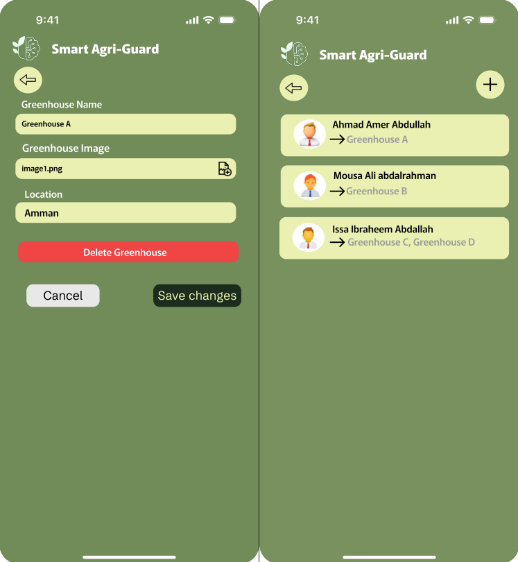 9:41
Smart Agri-Guard
Greenhouse Name
Greenhouse A
Greenhouse Image
image1.png
Location
Amman
Delete Greenhouse
Cancel
Save changes
9:41
Smart Agri-Guard
Ahmad Amer Abdullah
Greenhouse A
Mousa Ali abdalrahman
Greenhouse B
Issa Ibraheem Abdallah
Greenhouse C, Greenhouse D